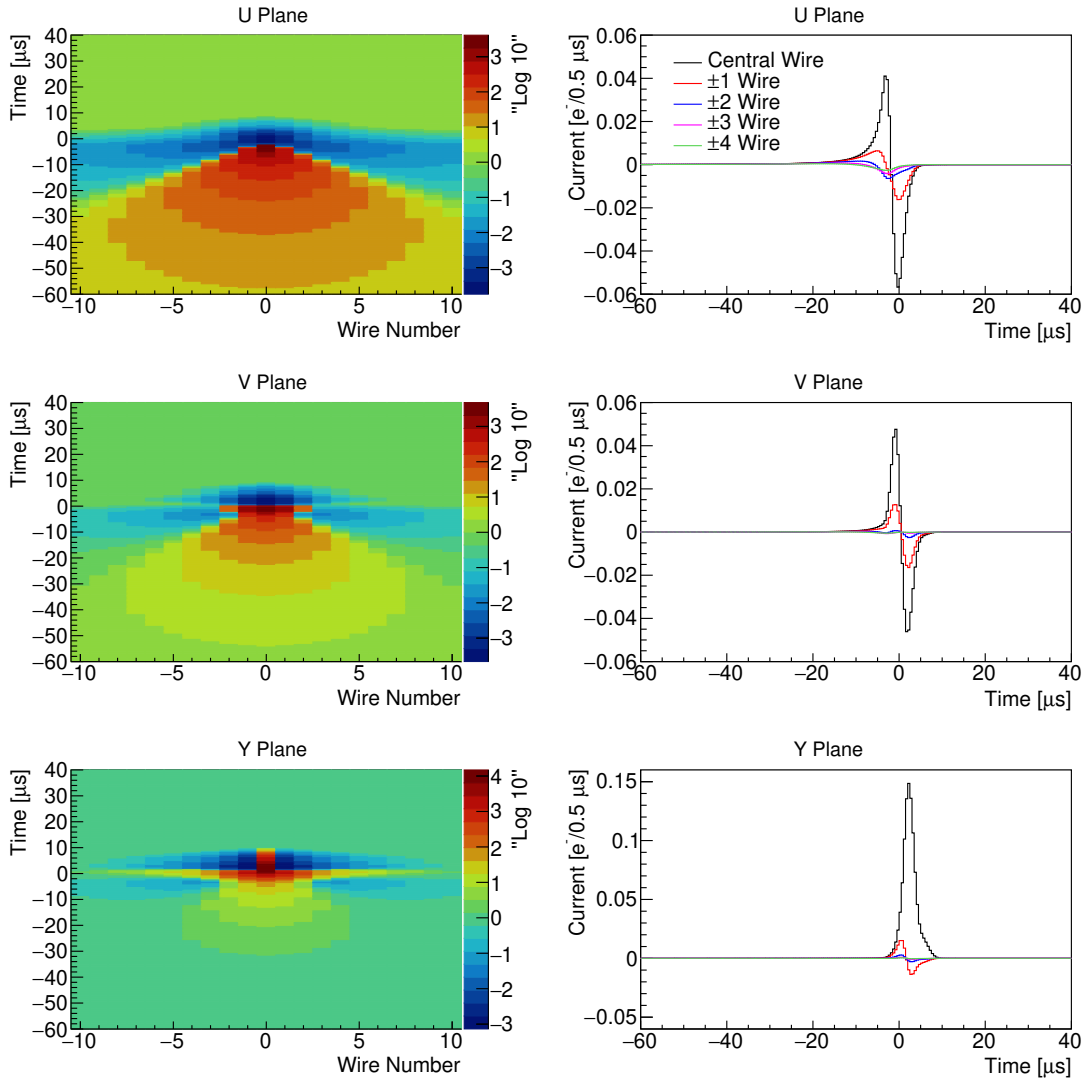 U Plane
Time [μs]
40
30
20
10
0
−10
−20
−30
−40
−50
−60
−10 −5 0 5 10
Wire Number
3
2
1
0
−1
−2
−3
"Log 10"
U Plane
Current [e⁻/0.5 μs]
0.06
0.04
0.02
0
−0.02
−0.04
−0.06
Central Wire
±1 Wire
±2 Wire
±3 Wire
±4 Wire
−60 −40 −20 0 20 40
Time [μs]
V Plane
Time [μs]
40
30
20
10
0
−10
−20
−30
−40
−50
−60
−10 −5 0 5 10
Wire Number
3
2
1
0
−1
−2
−3
"Log 10"
V Plane
Current [e⁻/0.5 μs]
0.06
0.04
0.02
0
−0.02
−0.04
−0.06
−60 −40 −20 0 20 40
Time [μs]
Y Plane
Time [μs]
40
30
20
10
0
−10
−20
−30
−40
−50
−60
−10 −5 0 5 10
Wire Number
4
3
2
1
0
−1
−2
−3
"Log 10"
Y Plane
Current [e⁻/0.5 μs]
0.15
0.1
0.05
0
−0.05
−60 −40 −20 0 20 40
Time [μs]